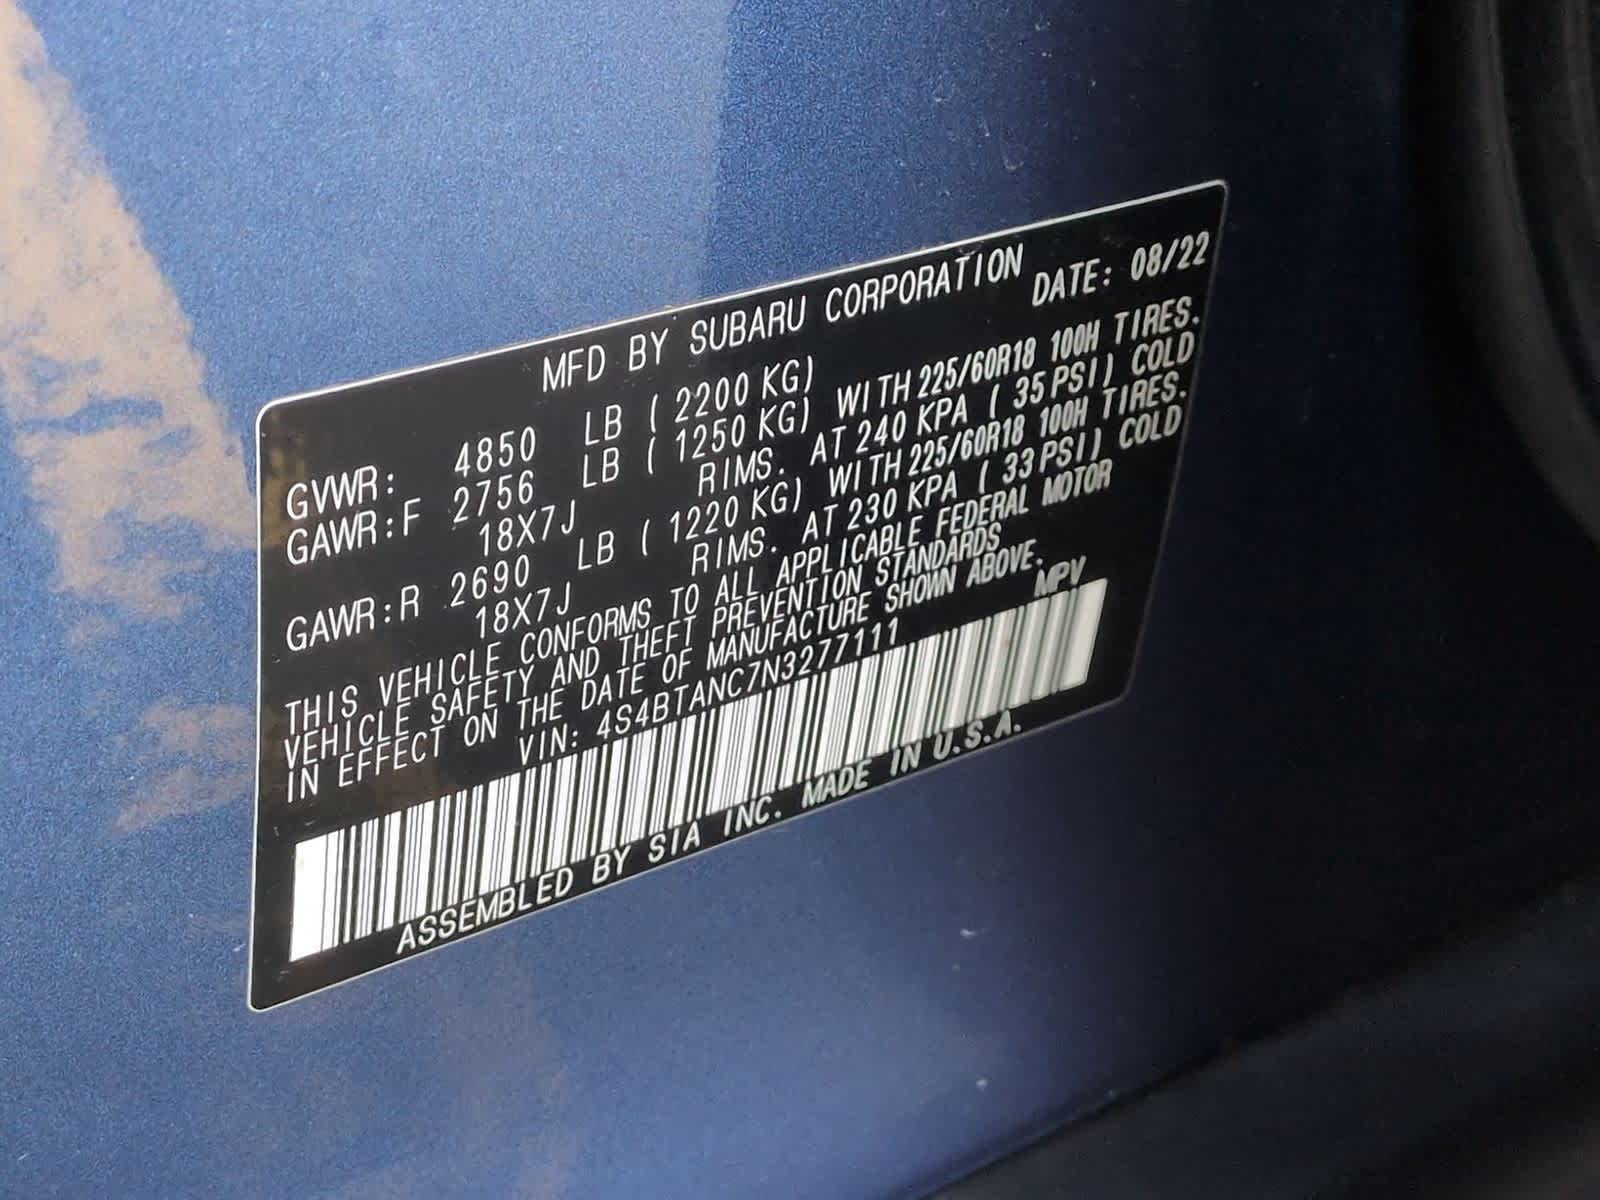 MFD BY SUBARU CORPORATION
DATE: 08/22
GVWR: 4850 LB ( 2200 KG)
GAWR:F 2756 LB ( 1250 KG) WITH 225/60R18 100H TIRES.
18X7J RIMS. AT 240 KPA ( 35 PSI) COLD
GAWR:R 2690 LB ( 1220 KG) WITH 225/60R18 100H TIRES.
18X7J RIMS. AT 230 KPA ( 33 PSI) COLD
THIS VEHICLE CONFORMS TO ALL APPLICABLE FEDERAL MOTOR
VEHICLE SAFETY AND THEFT PREVENTION STANDARDS
IN EFFECT ON THE DATE OF MANUFACTURE SHOWN ABOVE.
VIN: 4S4BTANC7N3277111 MPV
ASSEMBLED BY SIA INC. MADE IN U.S.A.